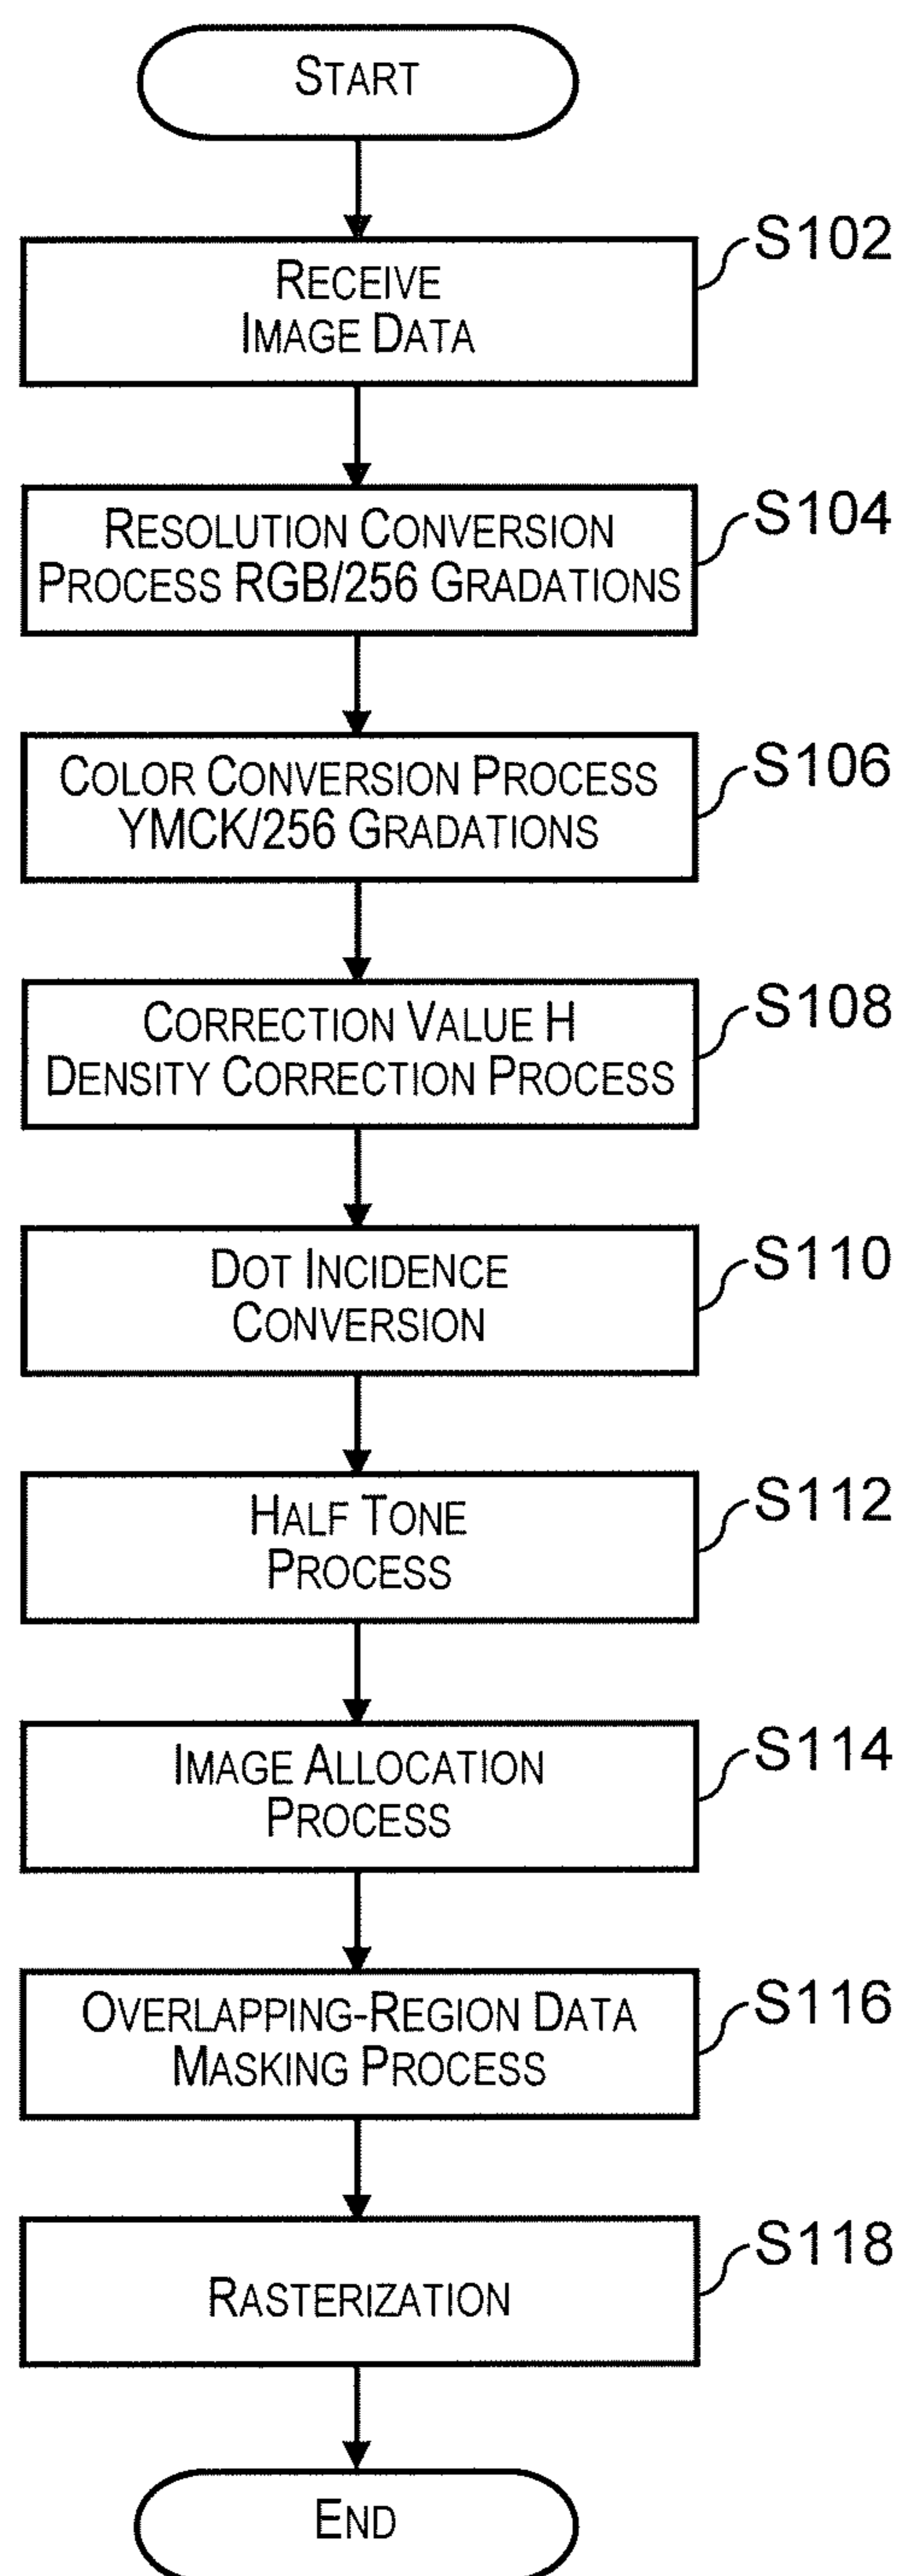 START
S102
RECEIVE
IMAGE DATA
S104
RESOLUTION CONVERSION
PROCESS RGB/256 GRADATIONS
S106
COLOR CONVERSION PROCESS
YMCK/256 GRADATIONS
S108
CORRECTION VALUE H
DENSITY CORRECTION PROCESS
S110
DOT INCIDENCE
CONVERSION
S112
HALF TONE
PROCESS
S114
IMAGE ALLOCATION
PROCESS
S116
OVERLAPPING-REGION DATA
MASKING PROCESS
S118
RASTERIZATION
END